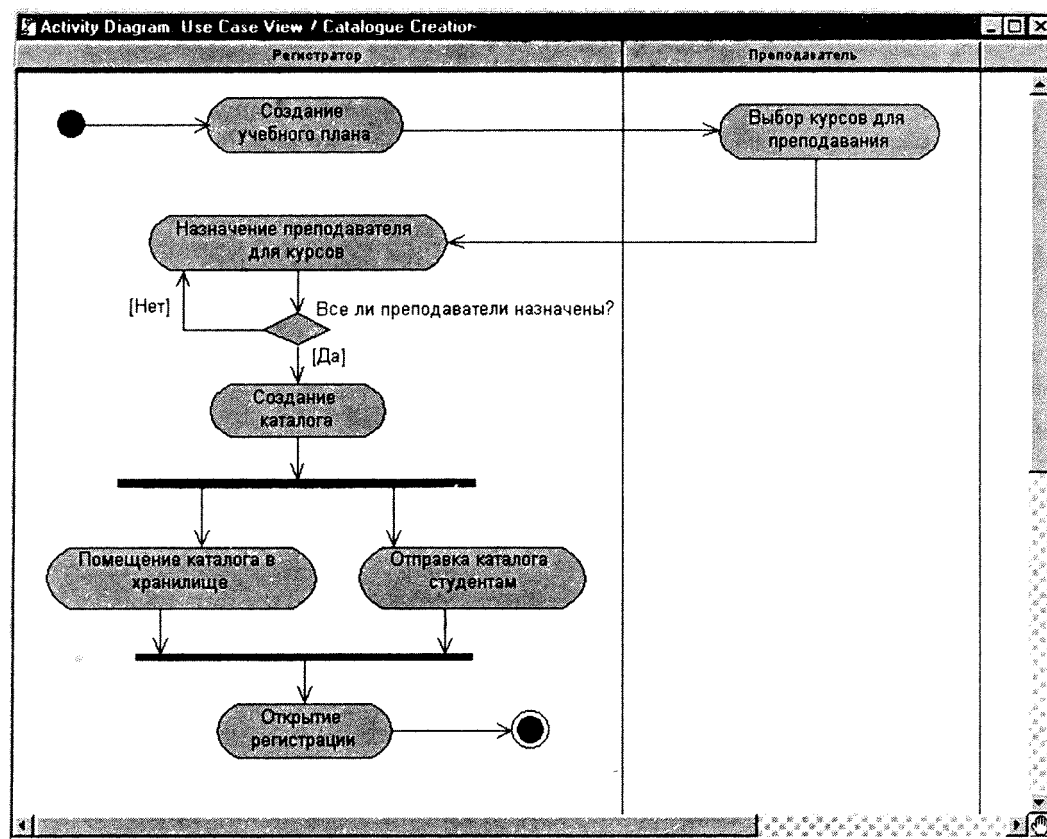 Activity Diagram: Use Case View / Catalogue Creation
Регистратор
Преподаватель
Создание
учебного плана
Выбор курсов для
преподавания
Назначение преподавателя
для курсов
[Нет]
Все ли преподаватели назначены?
[Да]
Создание
каталога
Помещение каталога в
хранилище
Отправка каталога
студентам
Открытие
регистрации